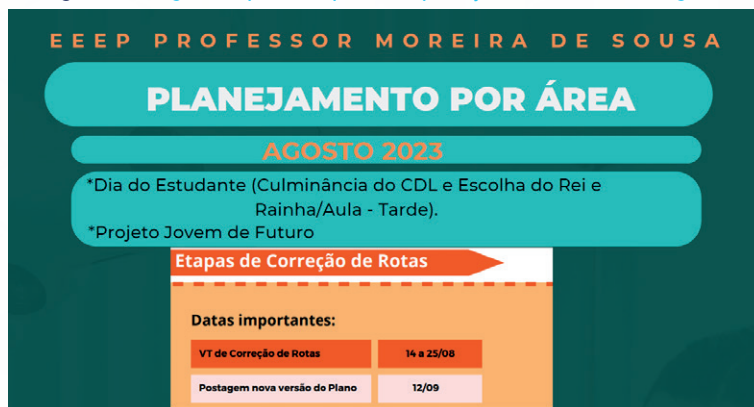 EEEP PROFESSOR MOREIRA DE SOUSA
PLANEJAMENTO POR ÁREA
AGOSTO 2023
*Dia do Estudante (Culminância do CDL e Escolha do Rei e
Rainha/Aula - Tarde).
*Projeto Jovem de Futuro
Etapas de Correção de Rotas
Datas importantes:
VT de Correção de Rotas 14 a 25/08
Postagem nova versão do Plano 12/09